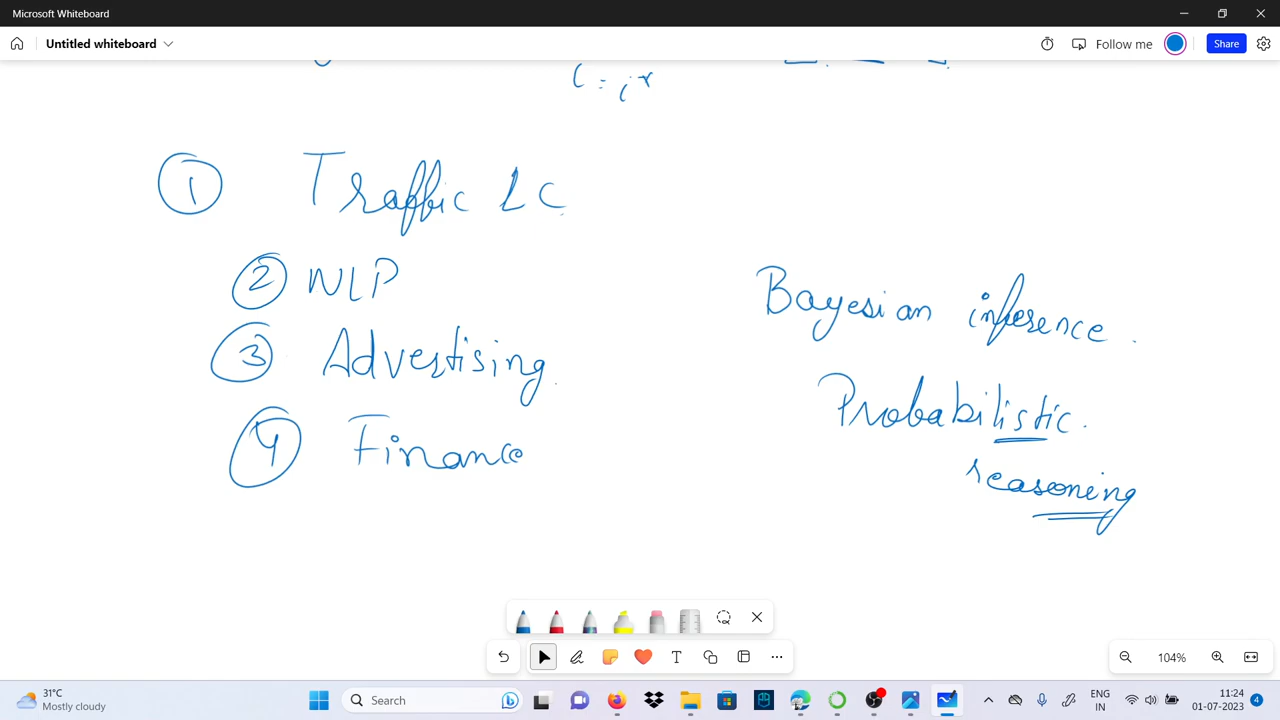 Microsoft Whiteboard
Untitled whiteboard
Follow me
Share
① Traffic LC
② NLP
③ Advertising
④ Finance
Bayesian inference.
Probabilistic.
reasoning
104%
31°C
Mostly cloudy
Search
ENG
IN
11:24
01-07-2023
4